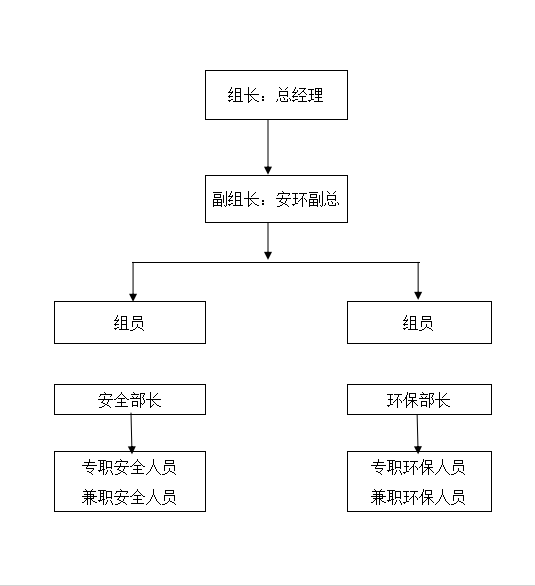 组长：总经理
副组长：安环副总
组员
组员
安全部长
环保部长
专职安全人员
兼职安全人员
专职环保人员
兼职环保人员